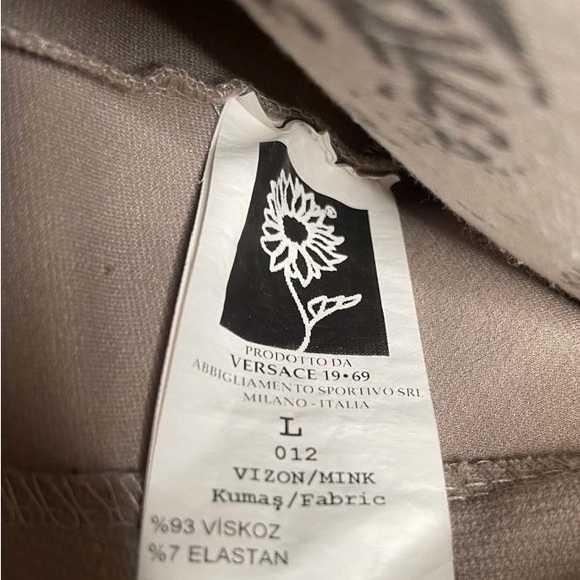 PRODOTTO DA
VERSACE 19•69
ABBIGLIAMENTO SPORTIVO SRL
MILANO - ITALIA
L
012
VIZON/MINK
Kumaş/Fabric
%93 VİSKOZ
%7 ELASTAN